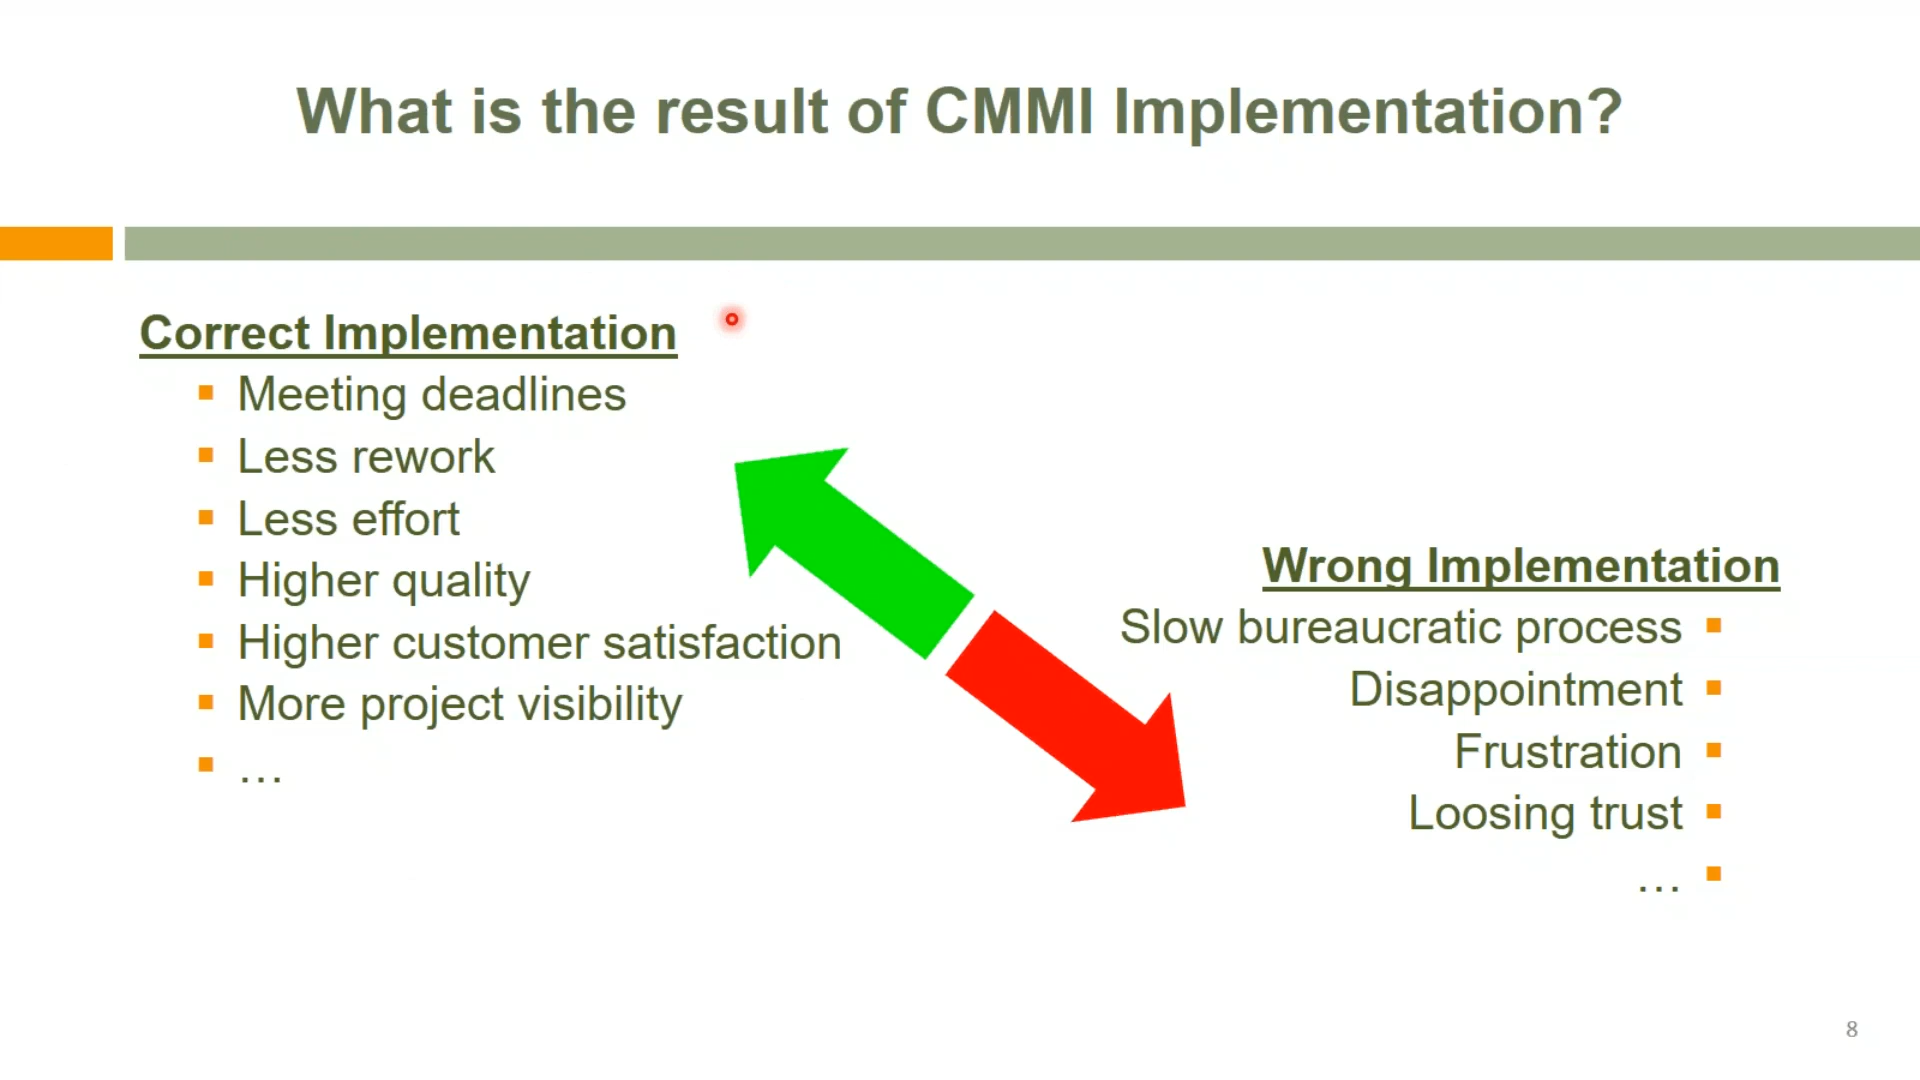 What is the result of CMMI Implementation?
Correct Implementation
Meeting deadlines
Less rework
Less effort
Higher quality
Higher customer satisfaction
More project visibility
…
Wrong Implementation
Slow bureaucratic process
Disappointment
Frustration
Loosing trust
…
8